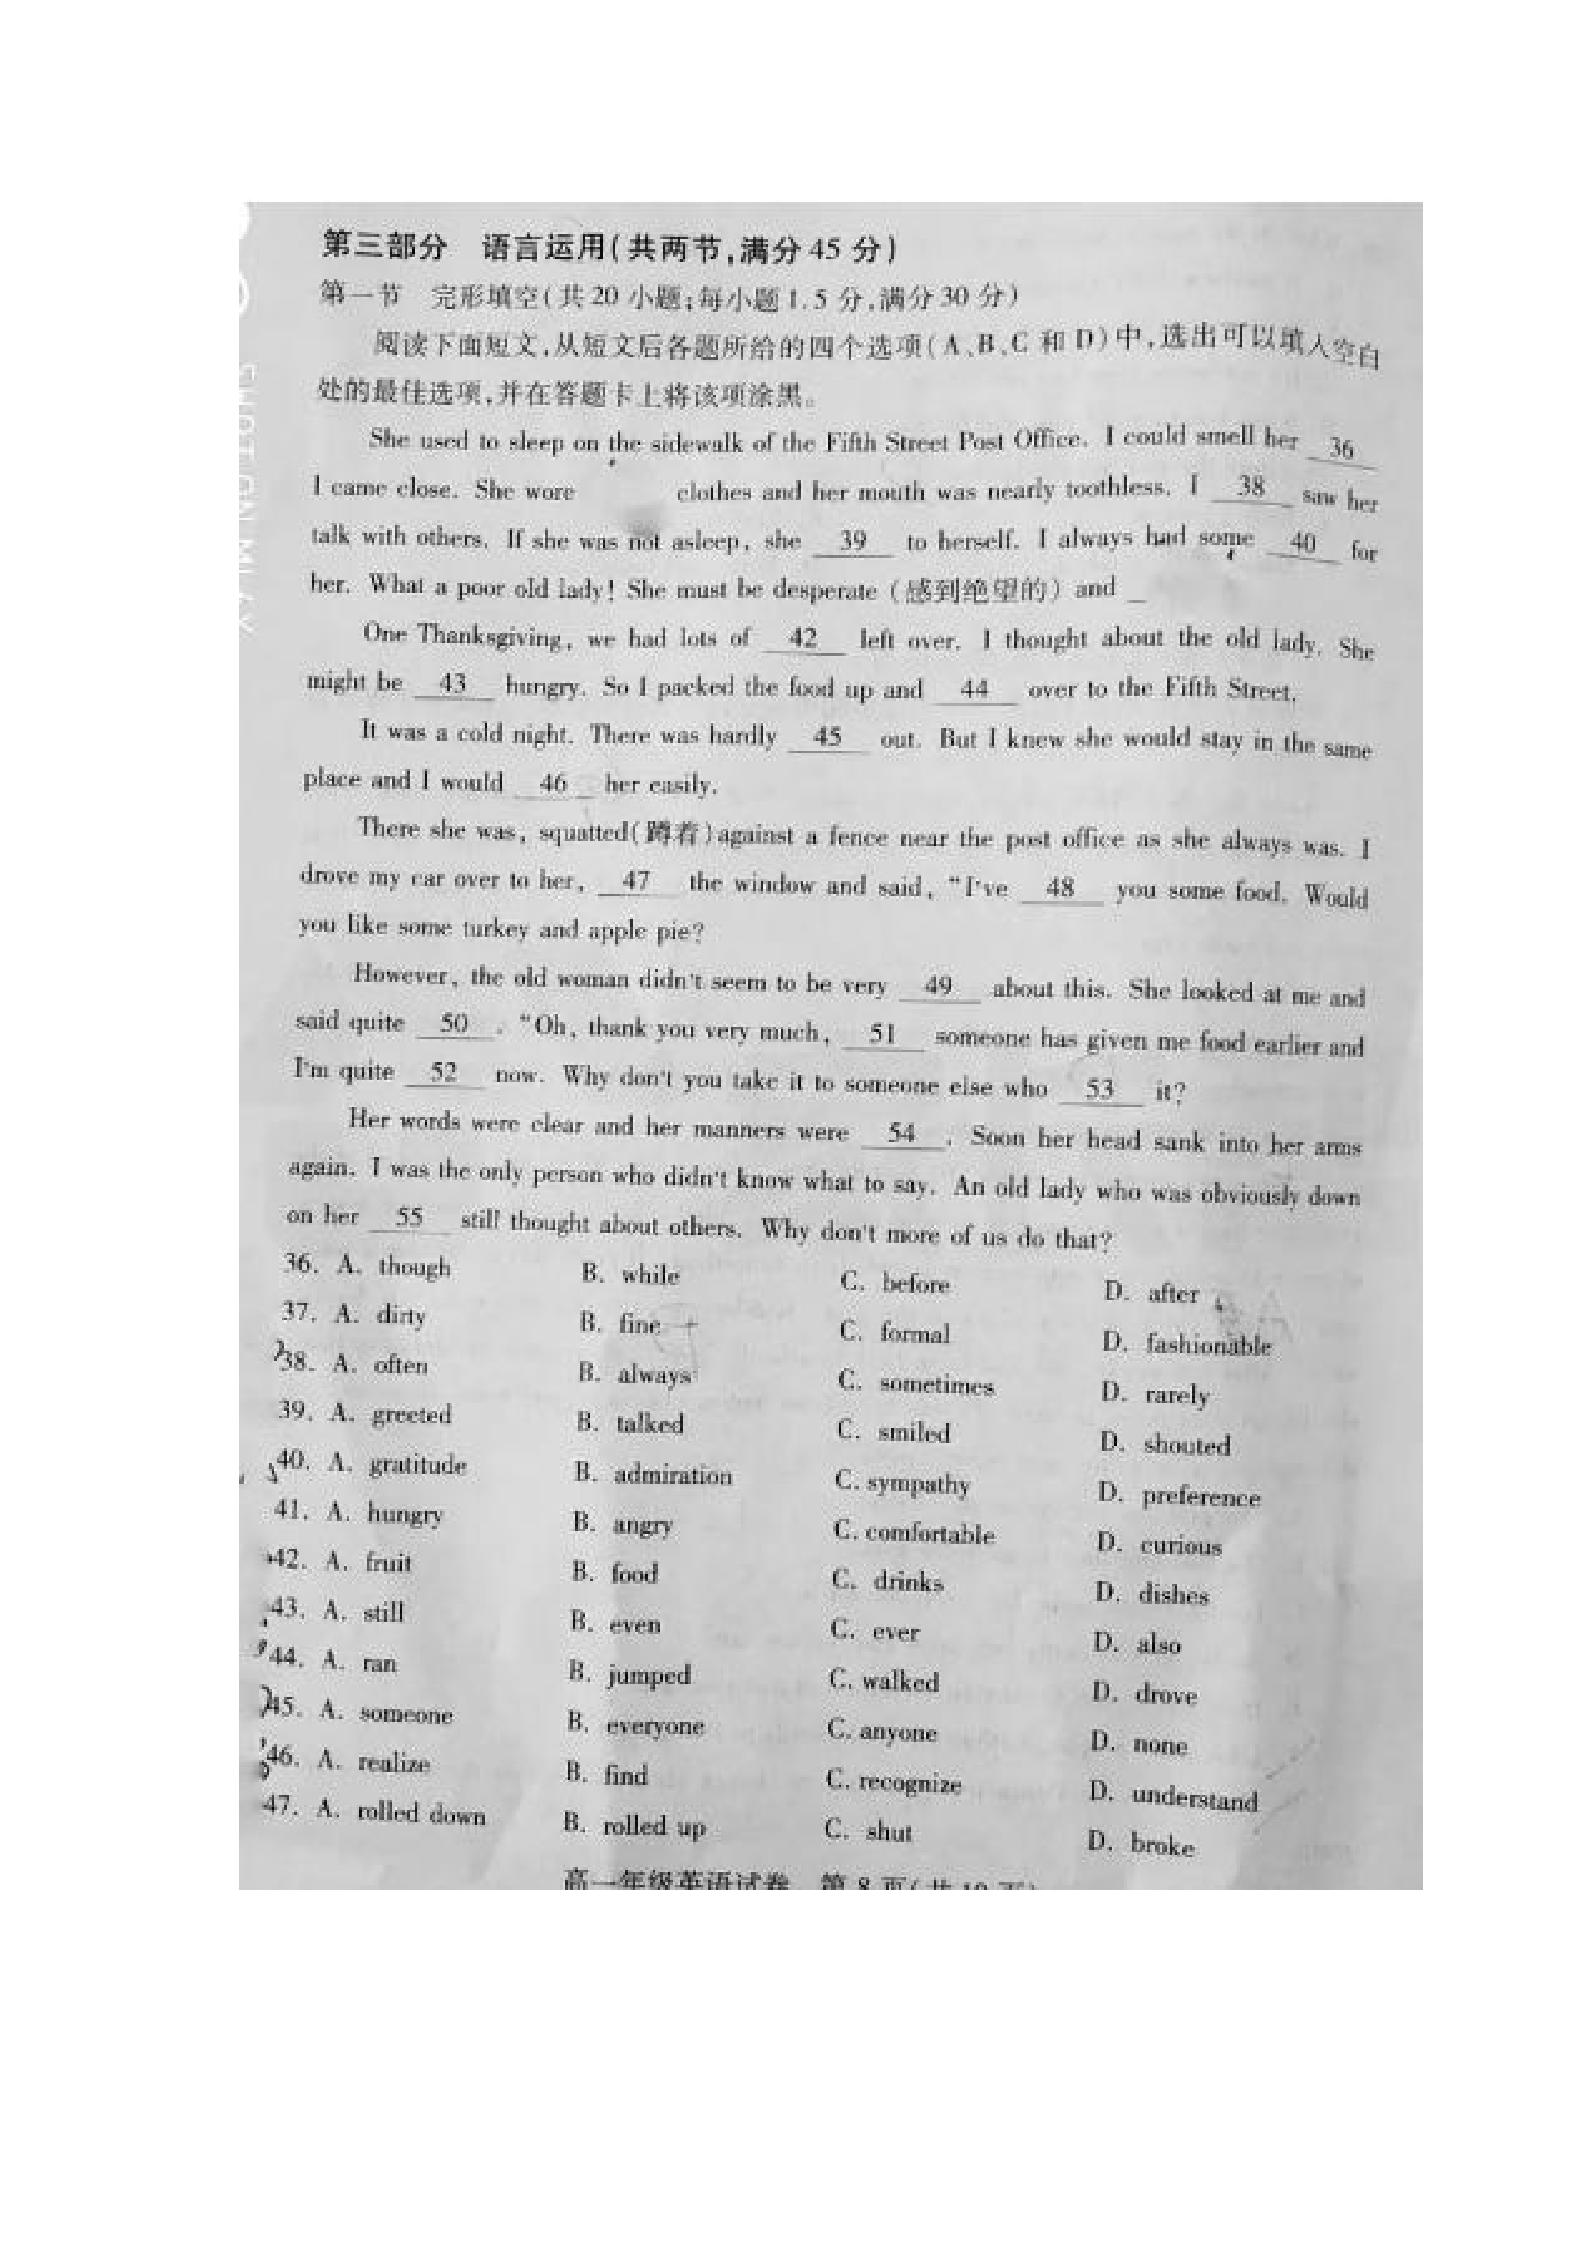 第三部分 语言运用(共两节,满分45分)
第一节 完形填空(共20小题;每小题1.5分,满分30分)
阅读下面短文,从短文后各题所给的四个选项(A、B、C和D)中,选出可以填入空白
处的最佳选项,并在答题卡上将该项涂黑。
She used to sleep on the sidewalk of the Fifth Street Post Office. I could smell her 36
I came close. She wore clothes and her mouth was nearly toothless. I 38 saw her
talk with others. If she was not asleep, she 39 to herself. I always had some 40 for
her. What a poor old lady! She must be desperate (感到绝望的) and _
One Thanksgiving, we had lots of 42 left over. I thought about the old lady. She
might be 43 hungry. So I packed the food up and 44 over to the Fifth Street.
It was a cold night. There was hardly 45 out. But I knew she would stay in the same
place and I would 46 her easily.
There she was, squatted(蹲着)against a fence near the post office as she always was. I
drove my car over to her, 47 the window and said, "I've 48 you some food. Would
you like some turkey and apple pie?
However, the old woman didn't seem to be very 49 about this. She looked at me and
said quite 50 . "Oh, thank you very much, 51 someone has given me food earlier and
I'm quite 52 now. Why don't you take it to someone else who 53 it?
Her words were clear and her manners were 54 . Soon her head sank into her arms
again. I was the only person who didn't know what to say. An old lady who was obviously down
on her 55 still thought about others. Why don't more of us do that?
36. A. though B. while C. before D. after
37. A. dirty B. fine C. formal D. fashionable
38. A. often B. always C. sometimes D. rarely
39. A. greeted B. talked C. smiled D. shouted
40. A. gratitude B. admiration C. sympathy D. preference
41. A. hungry B. angry C. comfortable D. curious
42. A. fruit B. food C. drinks D. dishes
43. A. still B. even C. ever D. also
44. A. ran B. jumped C. walked D. drove
45. A. someone B. everyone C. anyone D. none
46. A. realize B. find C. recognize D. understand
47. A. rolled down B. rolled up C. shut D. broke
高一年级英语试卷 第8页(共10页)